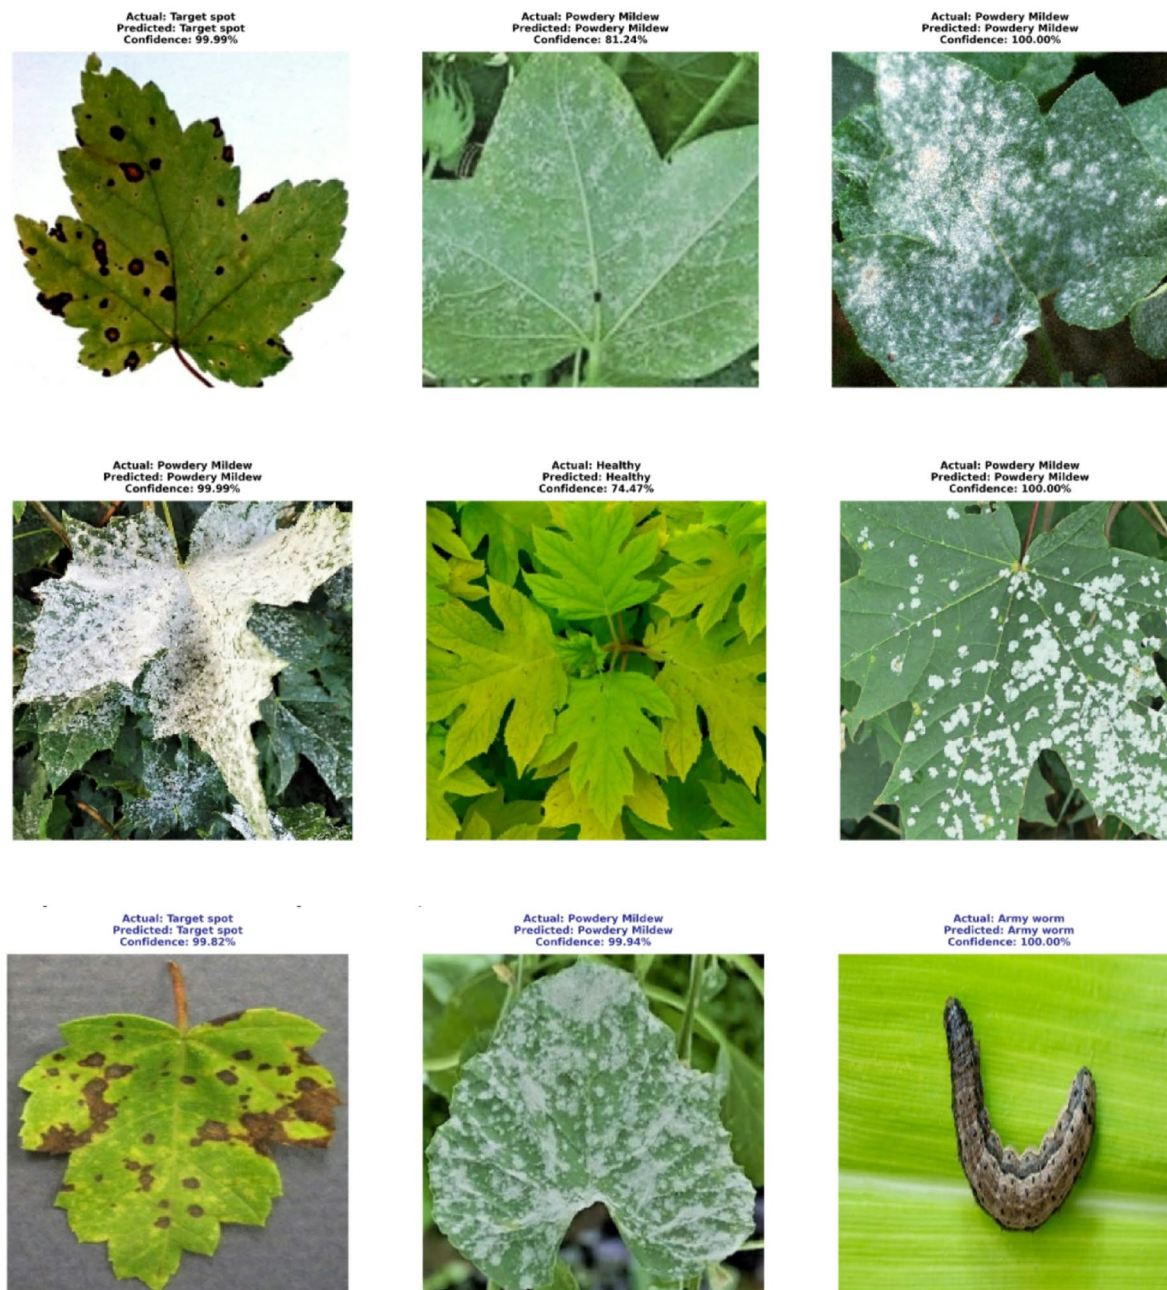 Actual: Target spot
Predicted: Target spot
Confidence: 99.99%
Actual: Powdery Mildew
Predicted: Powdery Mildew
Confidence: 81.24%
Actual: Powdery Mildew
Predicted: Powdery Mildew
Confidence: 100.00%
Actual: Powdery Mildew
Predicted: Powdery Mildew
Confidence: 99.99%
Actual: Healthy
Predicted: Healthy
Confidence: 74.47%
Actual: Powdery Mildew
Predicted: Powdery Mildew
Confidence: 100.00%
Actual: Target spot
Predicted: Target spot
Confidence: 99.82%
Actual: Powdery Mildew
Predicted: Powdery Mildew
Confidence: 99.94%
Actual: Army worm
Predicted: Army worm
Confidence: 100.00%